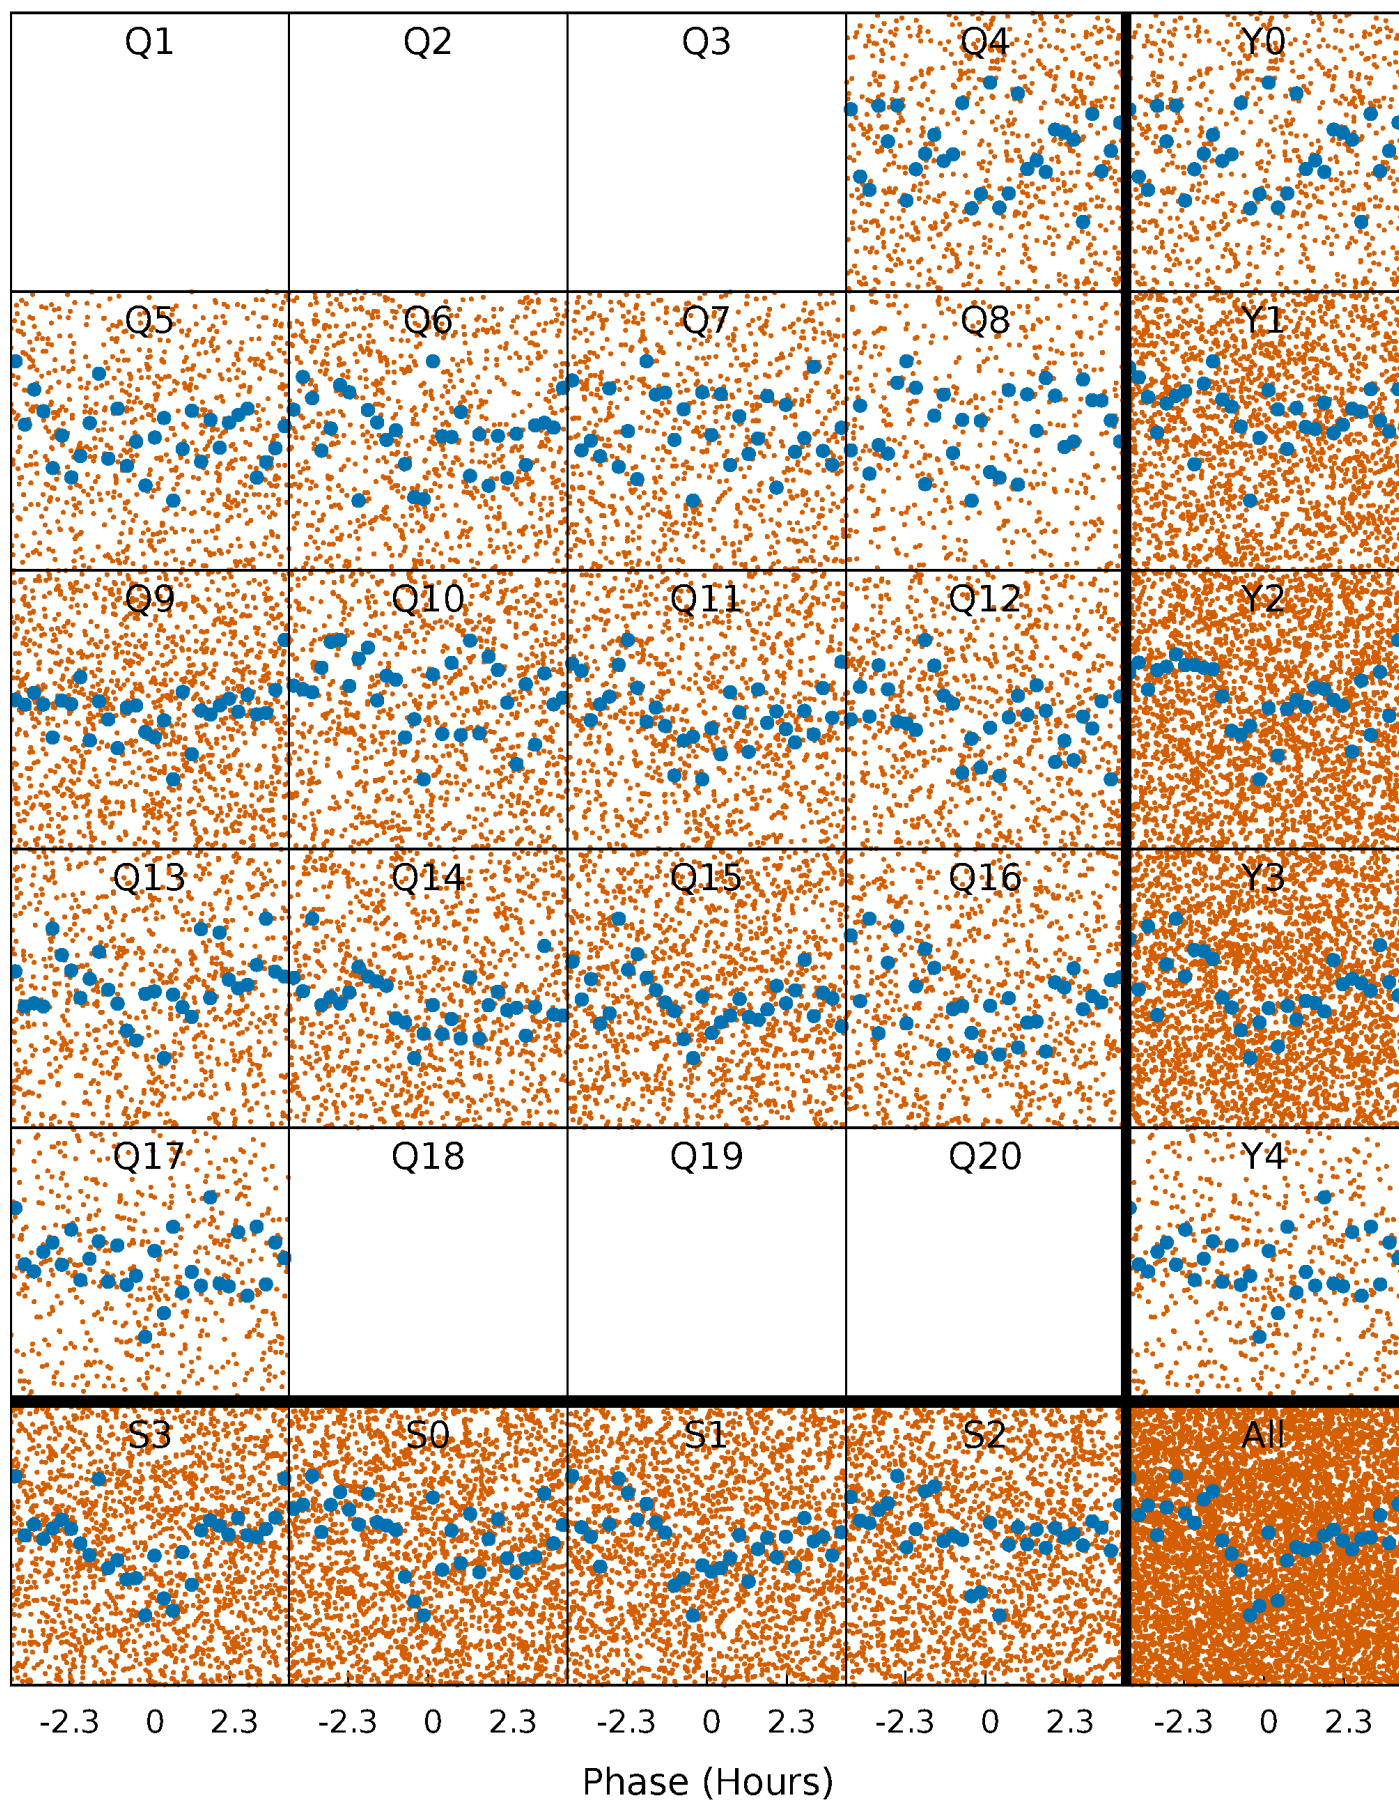 Q1 Q2 Q3 Q4 Y0
Q5 Q6 Q7 Q8 Y1
Q9 Q10 Q11 Q12 Y2
Q13 Q14 Q15 Q16 Y3
Q17 Q18 Q19 Q20 Y4
S3 S0 S1 S2 All
-2.3 0 2.3 -2.3 0 2.3 -2.3 0 2.3 -2.3 0 2.3 -2.3 0 2.3
Phase (Hours)